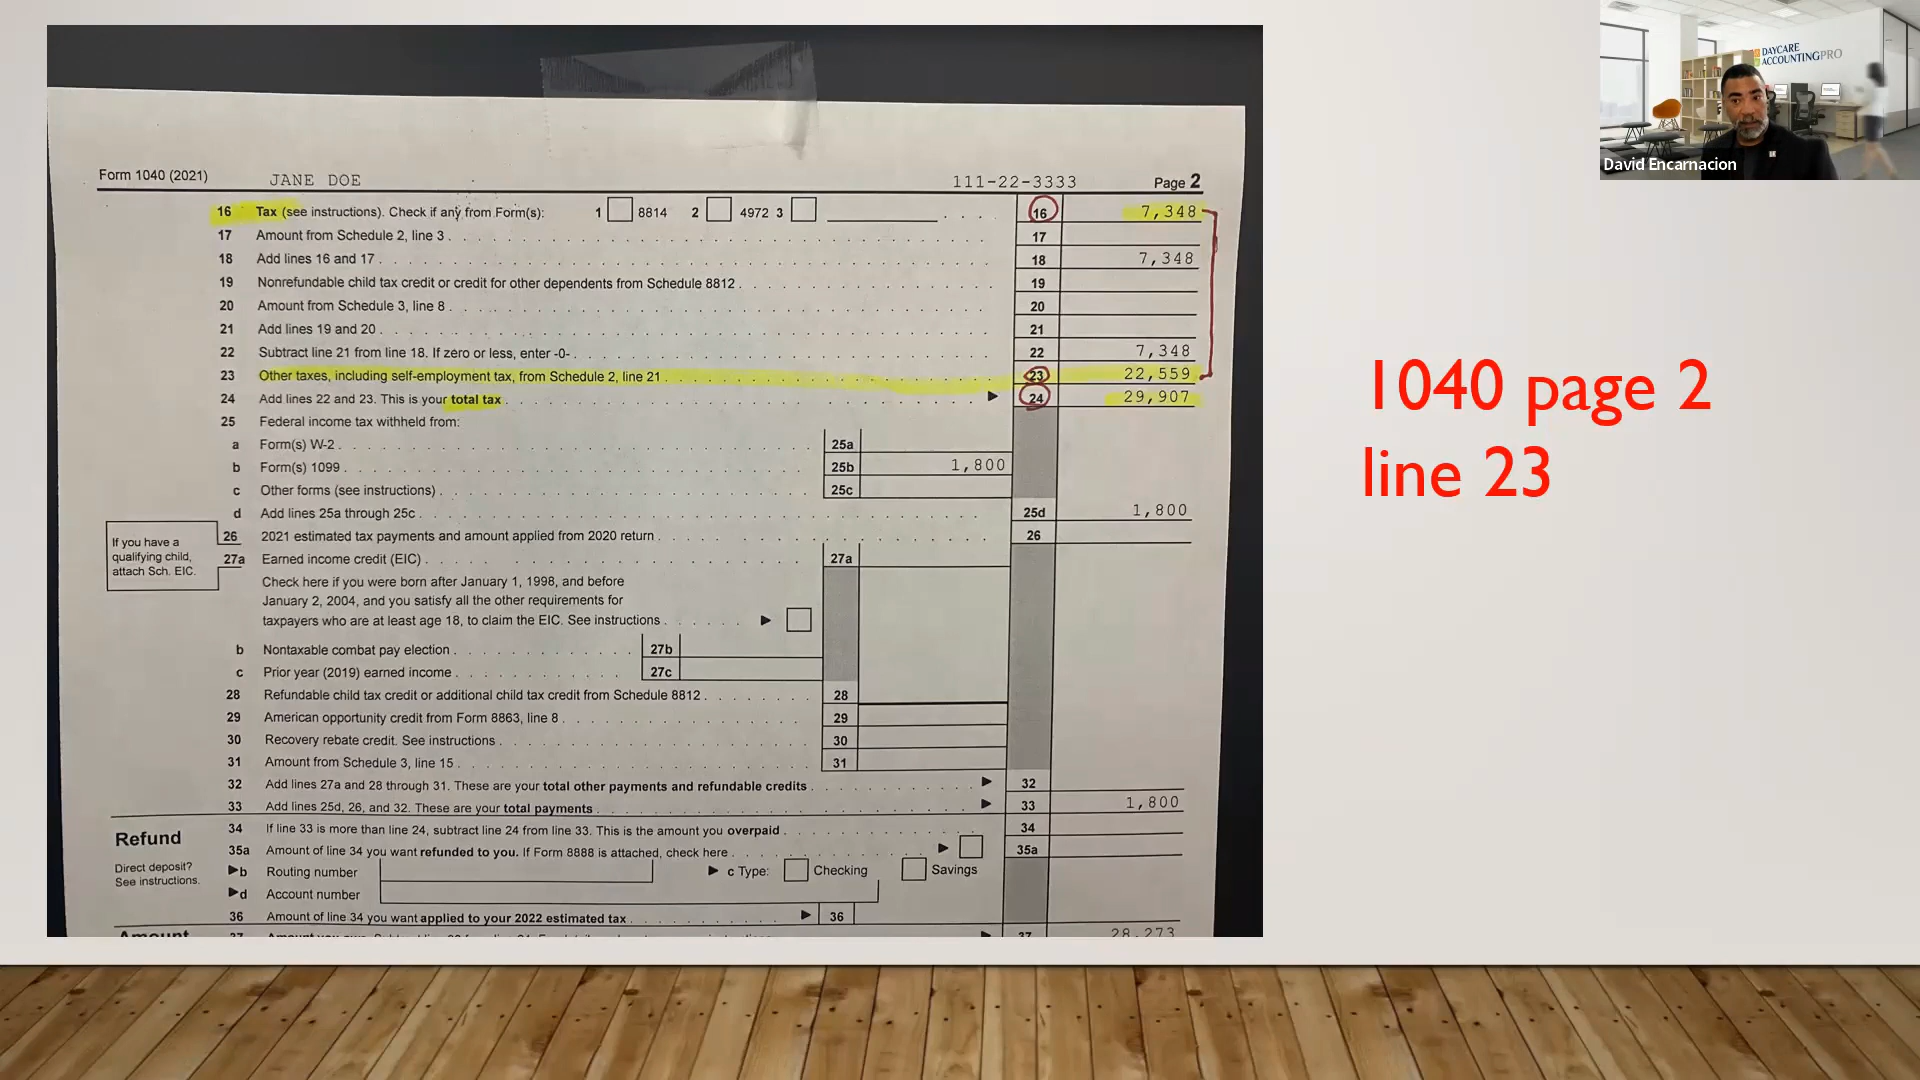 DAYCARE
ACCOUNTINGPRO
David Encarnacion
Form 1040 (2021) JANE DOE 111-22-3333 Page 2
16 Tax (see instructions). Check if any from Form(s): 1 8814 2 4972 3 16 7,348
17 Amount from Schedule 2, line 3 17
18 Add lines 16 and 17 18 7,348
19 Nonrefundable child tax credit or credit for other dependents from Schedule 8812 19
20 Amount from Schedule 3, line 8 20
21 Add lines 19 and 20 21
22 Subtract line 21 from line 18. If zero or less, enter -0- 22 7,348
23 Other taxes, including self-employment tax, from Schedule 2, line 21 23 22,559
24 Add lines 22 and 23. This is your total tax ▶ 24 29,907
25 Federal income tax withheld from:
a Form(s) W-2 25a
b Form(s) 1099 25b 1,800
c Other forms (see instructions) 25c
d Add lines 25a through 25c 25d 1,800
If you have a
qualifying child,
attach Sch. EIC.
26 2021 estimated tax payments and amount applied from 2020 return 26
27a Earned income credit (EIC) 27a
Check here if you were born after January 1, 1998, and before
January 2, 2004, and you satisfy all the other requirements for
taxpayers who are at least age 18, to claim the EIC. See instructions ▶
b Nontaxable combat pay election 27b
c Prior year (2019) earned income 27c
28 Refundable child tax credit or additional child tax credit from Schedule 8812 28
29 American opportunity credit from Form 8863, line 8 29
30 Recovery rebate credit. See instructions 30
31 Amount from Schedule 3, line 15 31
32 Add lines 27a and 28 through 31. These are your total other payments and refundable credits ▶ 32
33 Add lines 25d, 26, and 32. These are your total payments ▶ 33 1,800
Refund
34 If line 33 is more than line 24, subtract line 24 from line 33. This is the amount you overpaid 34
35a Amount of line 34 you want refunded to you. If Form 8888 is attached, check here ▶ 35a
Direct deposit?
See instructions.
▶b Routing number ▶ c Type: Checking Savings
▶d Account number
36 Amount of line 34 you want applied to your 2022 estimated tax ▶ 36
Amount 37 37 28,273
1040 page 2
line 23